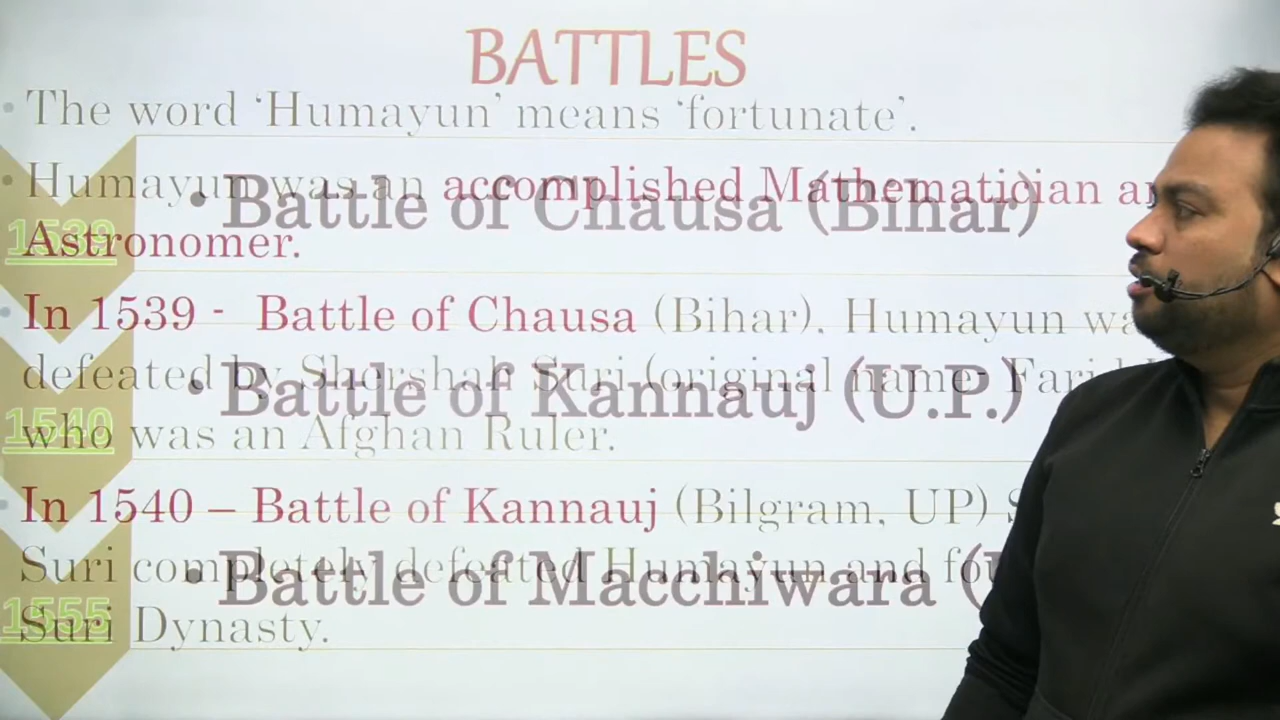 BATTLES
• The word ‘Humayun’ means ‘fortunate’.
• Humayun was an accomplished Mathematician
Astronomer.
• In 1539 - Battle of Chausa (Bihar). Humayun
defeated by Shershah Suri (original name- Farid
who was an Afghan Ruler.
• In 1540 – Battle of Kannauj (Bilgram, UP)
Suri completely defeated Humayun and
Suri Dynasty.
1539
• Battle of Chausa (Bihar)
1540
• Battle of Kannauj (U.P.)
1555
• Battle of Macchiwara (